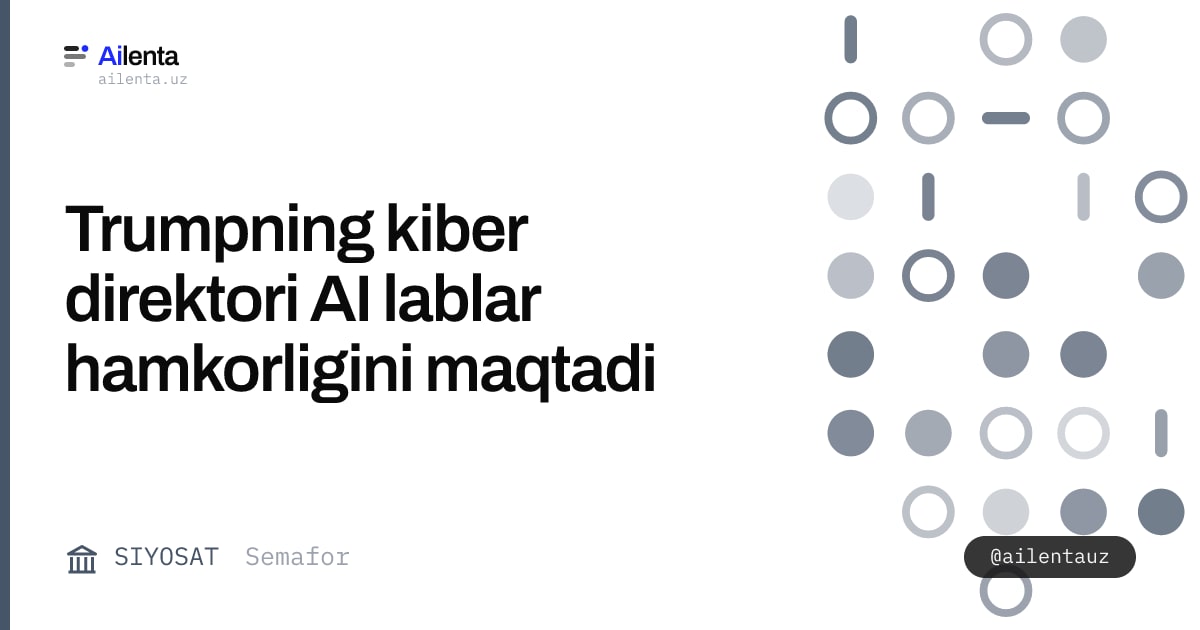 Ailenta
ailenta.uz
Trumpning kiber
direktori AI lablar
hamkorligini maqtadi
SIYOSAT Semafor
@ailentauz